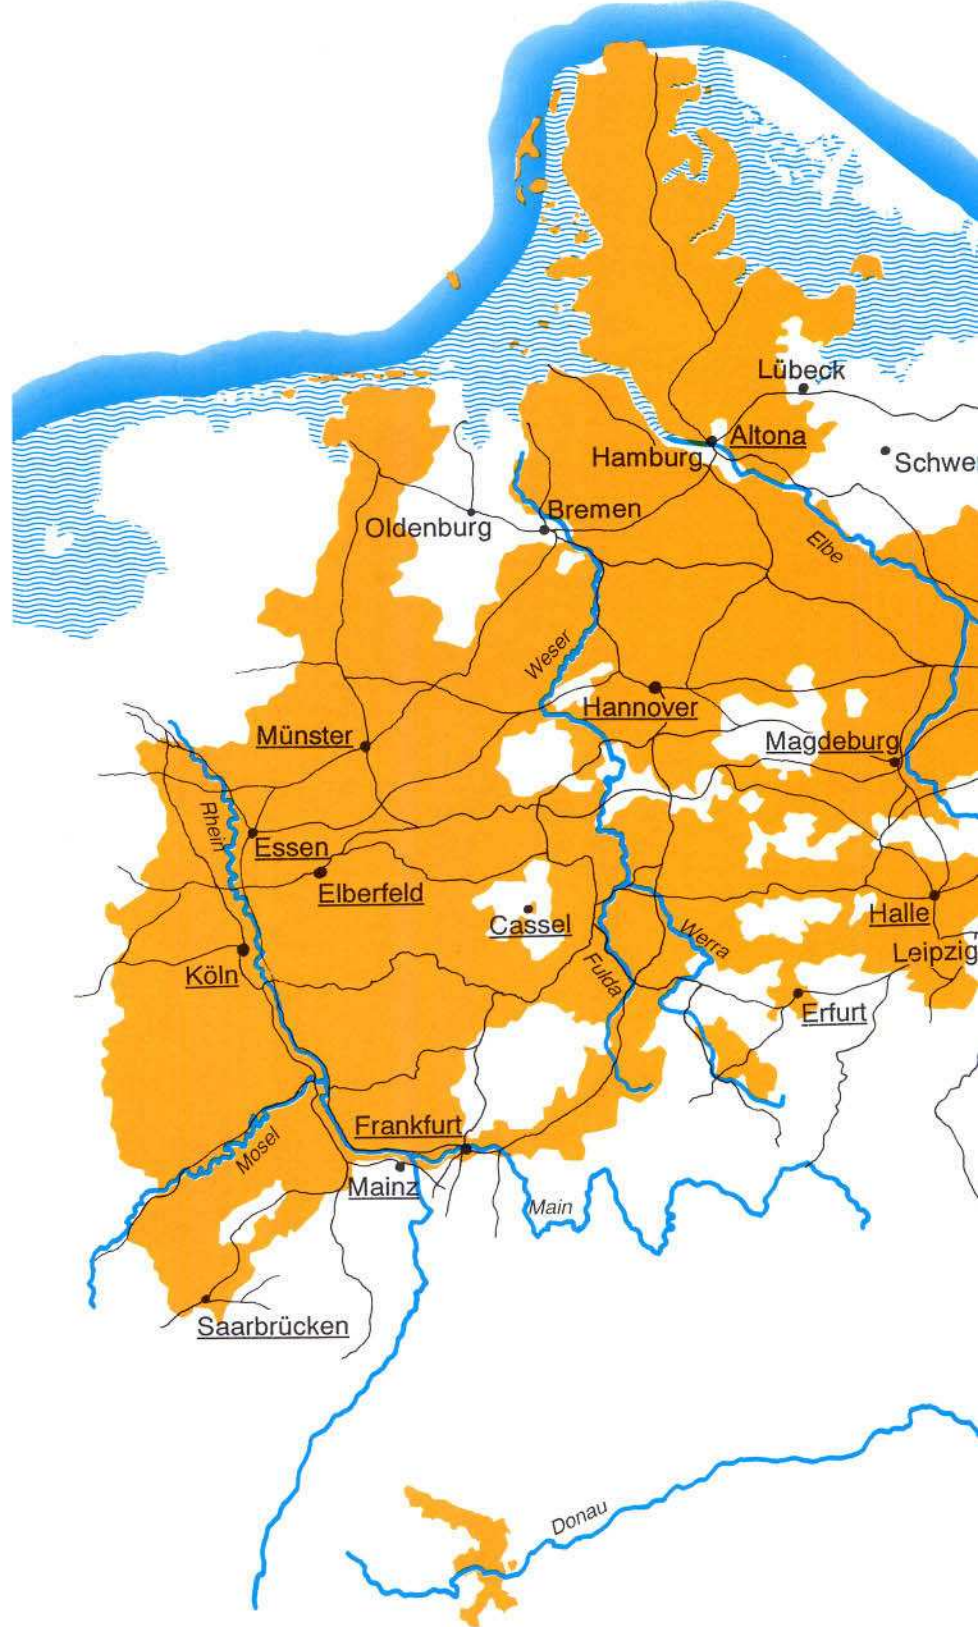 Lübeck
Altona
Hamburg
Schwer
Bremen
Oldenburg
Elbe
Weser
Hannover
Münster
Magdeburg
Rhein
Essen
Elberfeld
Cassel
Halle
Werra
Leipzig
Köln
Fulda
Erfurt
Frankfurt
Mosel
Mainz
Main
Saarbrücken
Donau